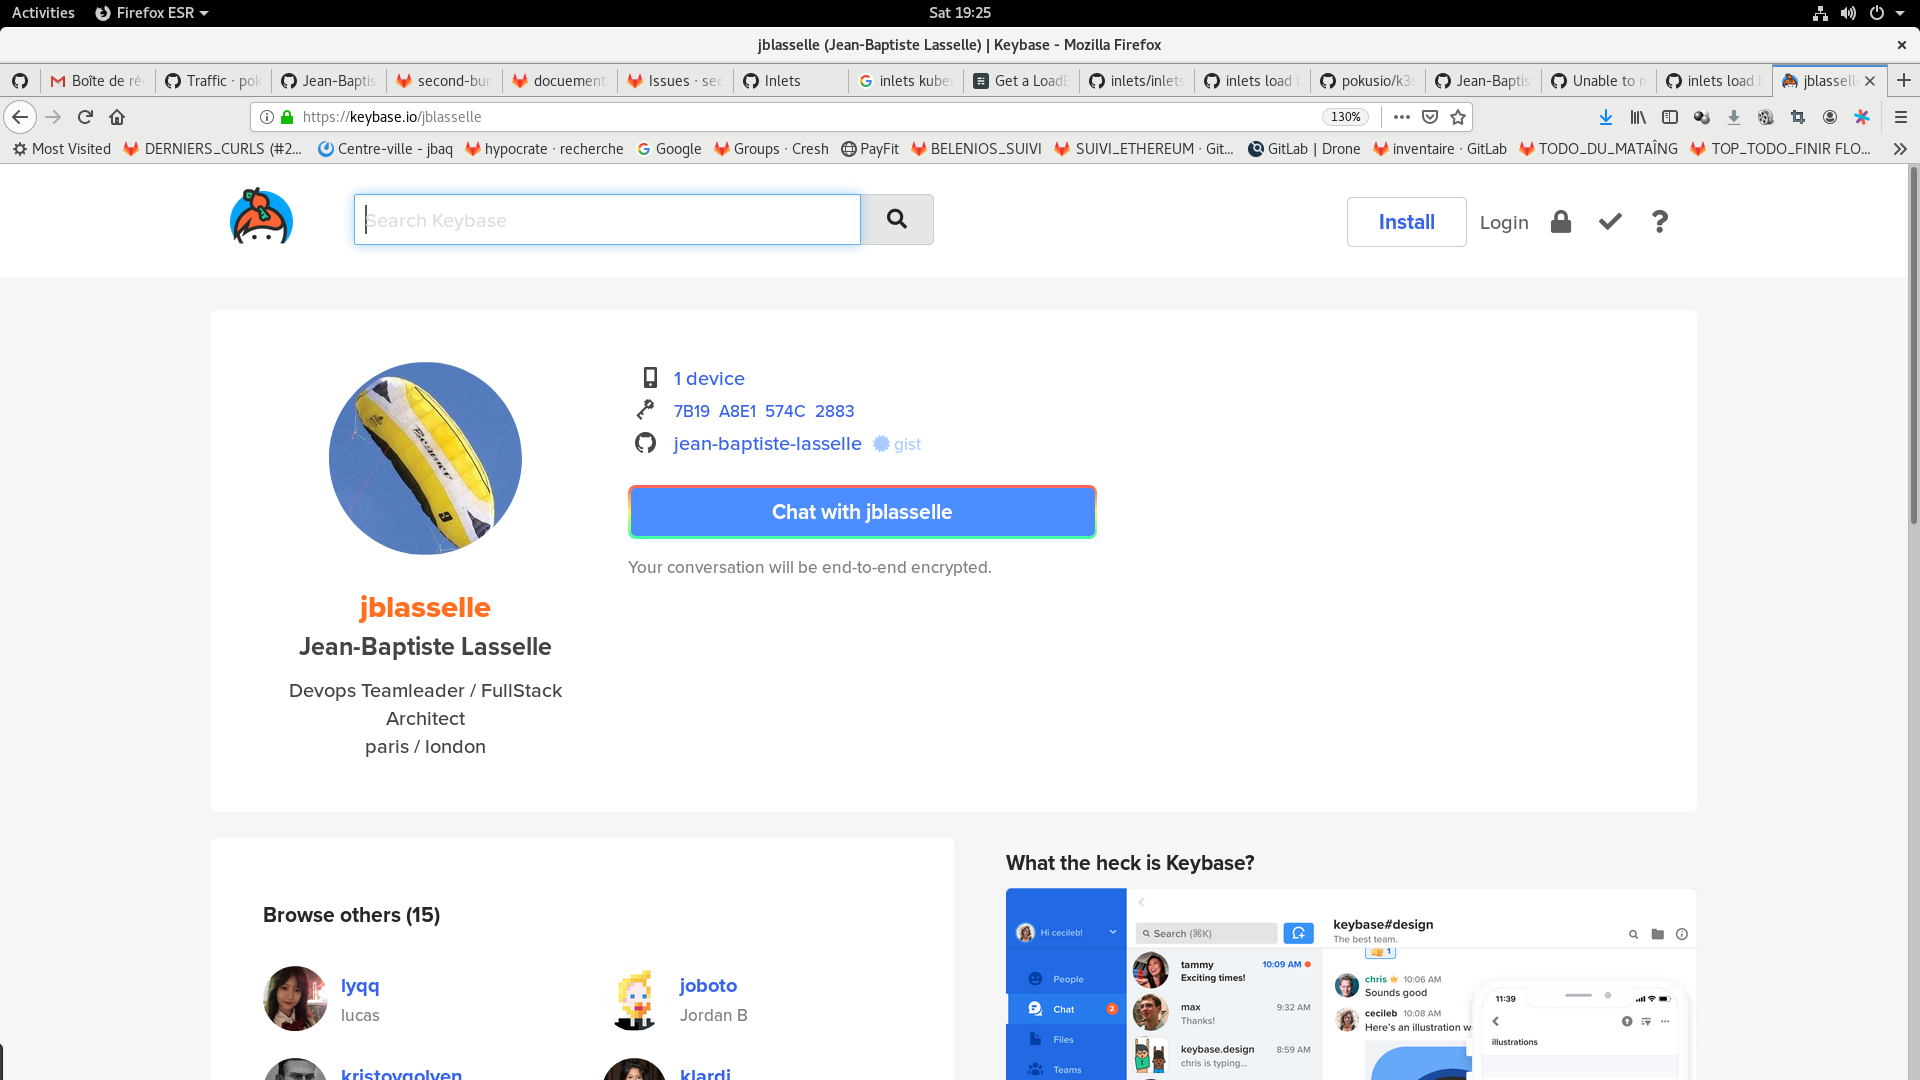 Activities Firefox ESR Sat 19:25
jblasselle (Jean-Baptiste Lasselle) | Keybase - Mozilla Firefox
Boîte de ré Traffic · pok Jean-Baptis second-bur docuement Issues · sec Inlets inlets kuber Get a LoadB inlets/inlets inlets load b pokusio/k3s Jean-Baptis Unable to m inlets load b jblasselle
https://keybase.io/jblasselle 130%
Most Visited DERNIERS_CURLS (#2... Centre-ville - jbaq hypocrate · recherche Google Groups · Cresh PayFit BELENIOS_SUIVI SUIVI_ETHEREUM · Git... GitLab | Drone inventaire · GitLab TODO_DU_MATAÎNG TOP_TODO_FINIR FLO...
Search Keybase
Install Login
1 device
7B19 A8E1 574C 2883
jean-baptiste-lasselle gist
Chat with jblasselle
Your conversation will be end-to-end encrypted.
jblasselle
Jean-Baptiste Lasselle
Devops Teamleader / FullStack
Architect
paris / london
Browse others (15)
lyqq
lucas
joboto
Jordan B
kristovgolyen
klardi
What the heck is Keybase?
Hi cecileb!
People
Chat 2
Files
Teams
Search (⌘K)
tammy 10:09 AM
Exciting times!
max 9:32 AM
Thanks!
keybase.design 8:59 AM
chris is typing...
keybase#design
The best team.
1
chris 10:06 AM
Sounds good
cecileb 10:08 AM
Here's an illustration w
11:39
illustrations